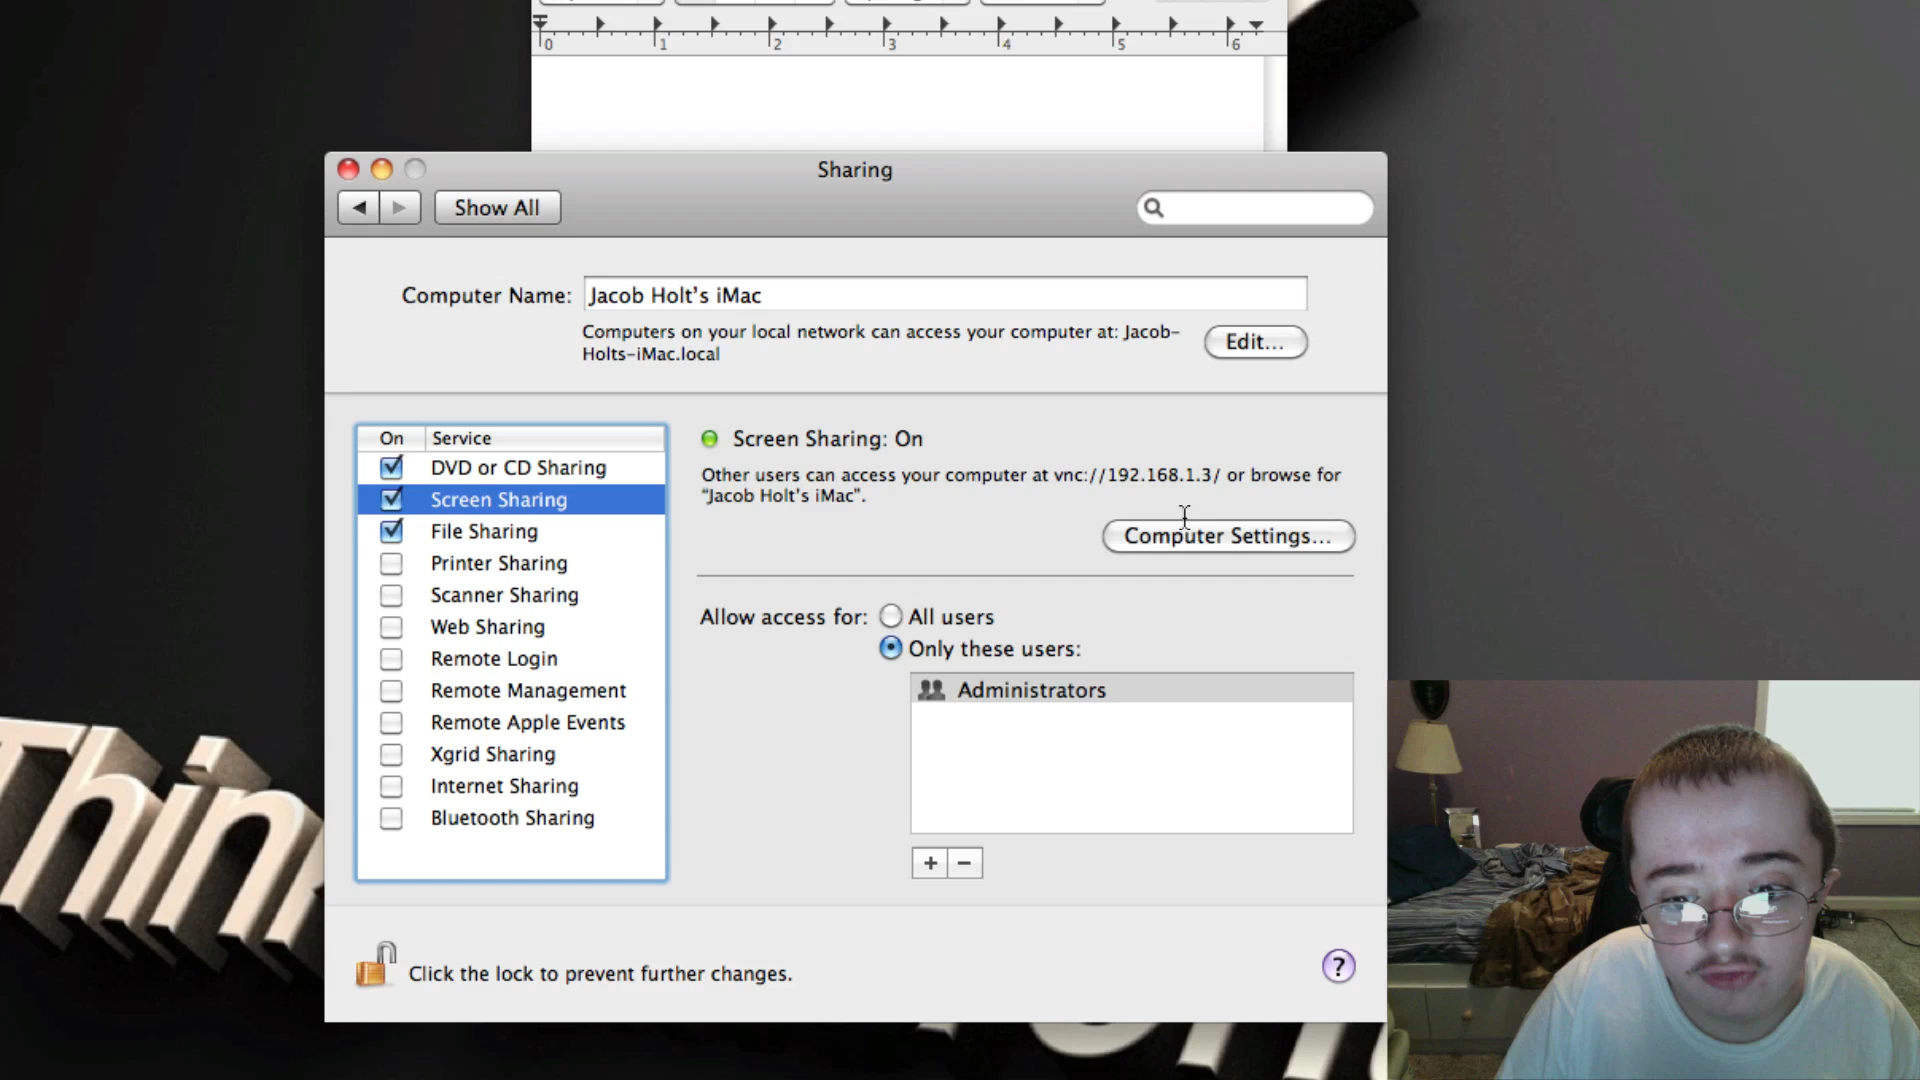 0 1 2 3 4 5 6
Sharing
Show All
Computer Name: Jacob Holt's iMac
Computers on your local network can access your computer at: Jacob-
Holts-iMac.local
Edit...
On Service
DVD or CD Sharing
Screen Sharing
File Sharing
Printer Sharing
Scanner Sharing
Web Sharing
Remote Login
Remote Management
Remote Apple Events
Xgrid Sharing
Internet Sharing
Bluetooth Sharing
Screen Sharing: On
Other users can access your computer at vnc://192.168.1.3/ or browse for
“Jacob Holt's iMac”.
Computer Settings...
Allow access for: All users
Only these users:
Administrators
+ −
Click the lock to prevent further changes.
?
Thin